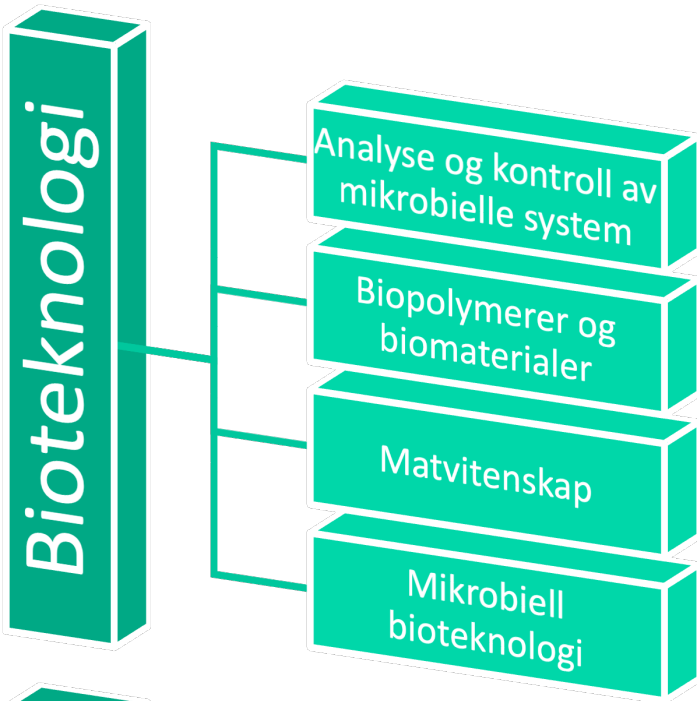 Bioteknologi
Analyse og kontroll av
mikrobielle system
Biopolymerer og
biomaterialer
Matvitenskap
Mikrobiell
bioteknologi